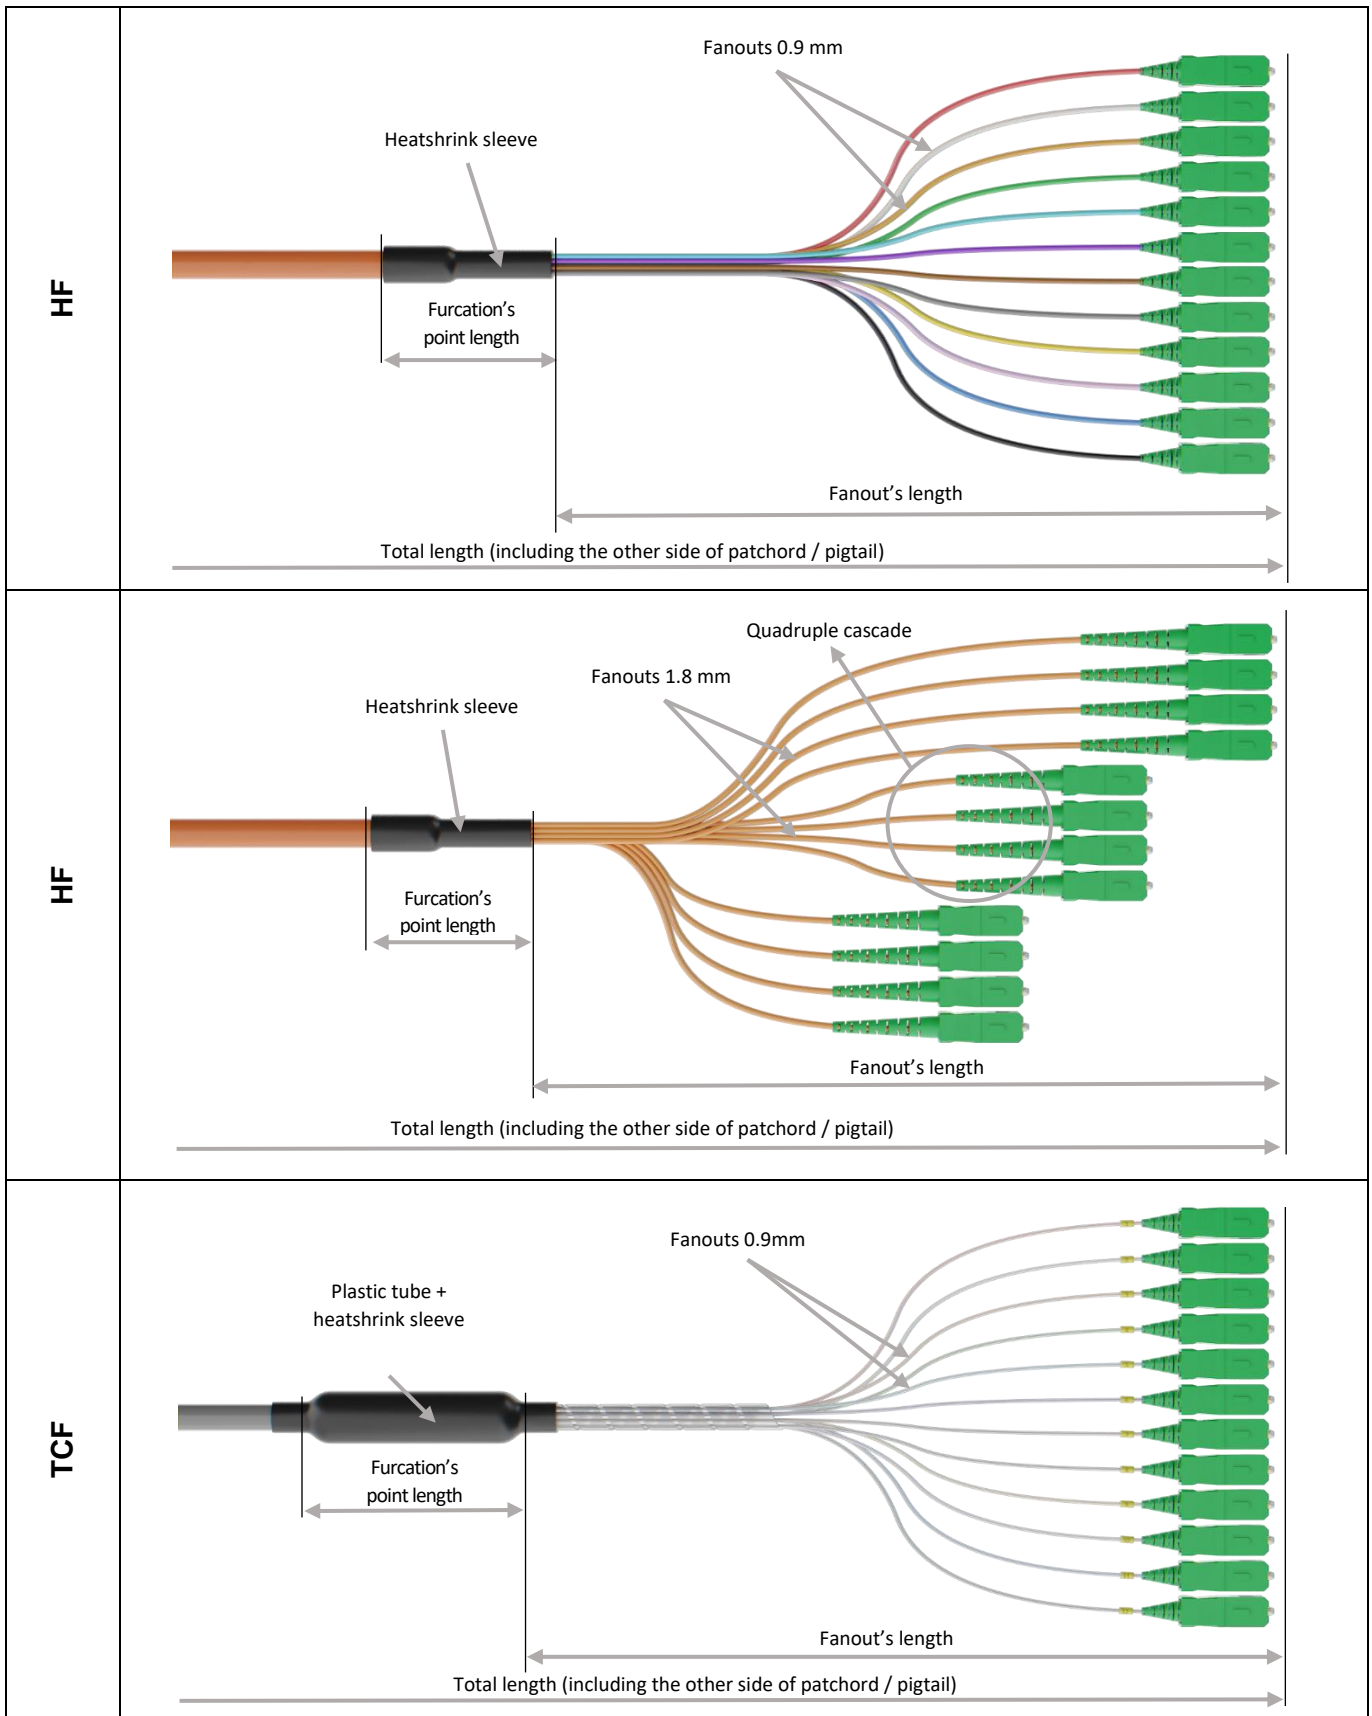 HF
Fanouts 0.9 mm
Heatshrink sleeve
Furcation’s
point length
Fanout’s length
Total length (including the other side of patchord / pigtail)
HF
Quadruple cascade
Fanouts 1.8 mm
Heatshrink sleeve
Furcation’s
point length
Fanout’s length
Total length (including the other side of patchord / pigtail)
TCF
Fanouts 0.9mm
Plastic tube +
heatshrink sleeve
Furcation’s
point length
Fanout’s length
Total length (including the other side of patchord / pigtail)